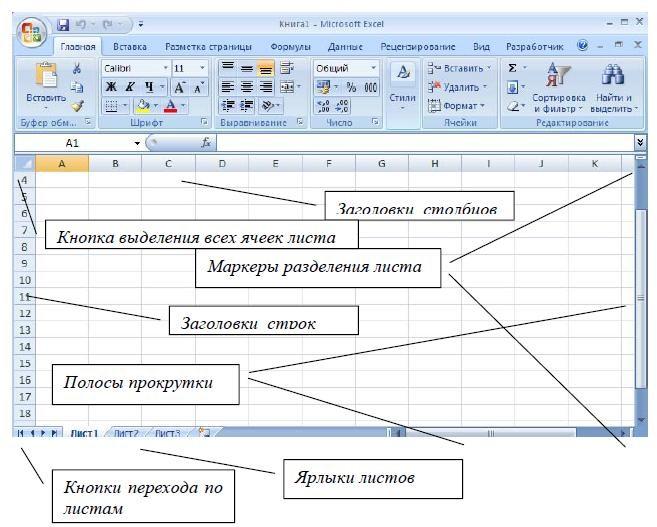 Книга1 - Microsoft Excel
Главная Вставка Разметка страницы Формулы Данные Рецензирование Вид Разработчик
Вставить
Calibri 11
Ж К Ч A A
А
Общий
% 000
Стили
Вставить
Удалить
Формат
Σ
Сортировка и фильтр
Найти и выделить
Буфер обм... Шрифт Выравнивание Число Ячейки Редактирование
A1 fx
A B C D E F G H I J K
4
5
6
7
8
9
10
11
12
13
14
15
16
17
18
Заголовки столбцов
Кнопка выделения всех ячеек листа
Маркеры разделения листа
Заголовки строк
Полосы прокрутки
Лист1 Лист2 Лист3
Ярлыки листов
Кнопки перехода по
листам